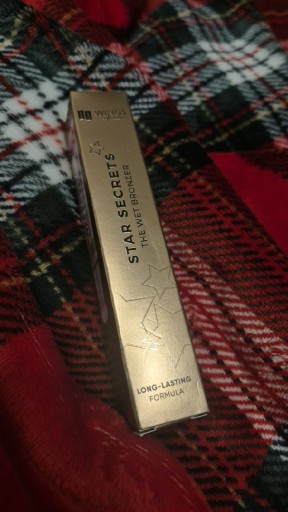 STAR SECRETS
THE WET BRONZER
LONG-LASTING
FORMULA